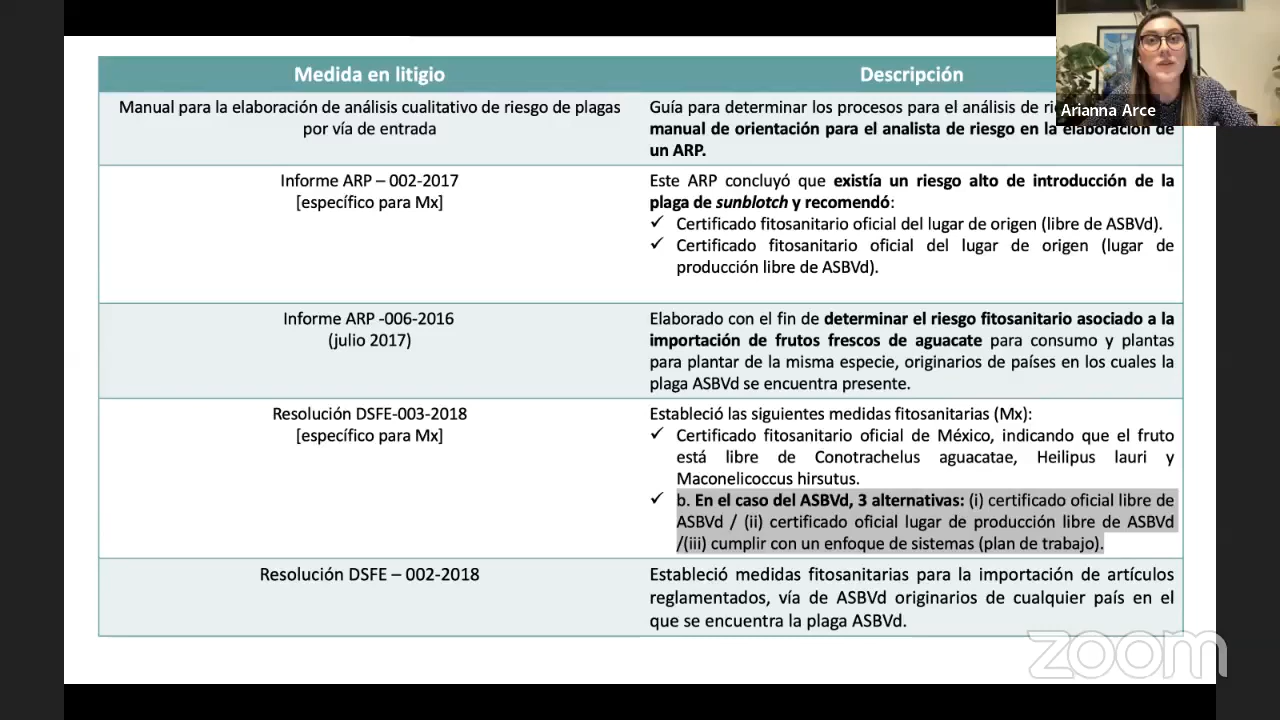 Medida en litigio
Descripción
Manual para la elaboración de análisis cualitativo de riesgo de plagas
por vía de entrada
Guía para determinar los procesos para el análisis de
manual de orientación para el analista de riesgo en la elaboración de
un ARP.
Informe ARP – 002-2017
[específico para Mx]
Este ARP concluyó que existía un riesgo alto de introducción de la
plaga de sunblotch y recomendó:
✓ Certificado fitosanitario oficial del lugar de origen (libre de ASBVd).
✓ Certificado fitosanitario oficial del lugar de origen (lugar de
producción libre de ASBVd).
Informe ARP -006-2016
(julio 2017)
Elaborado con el fin de determinar el riesgo fitosanitario asociado a la
importación de frutos frescos de aguacate para consumo y plantas
para plantar de la misma especie, originarios de países en los cuales la
plaga ASBVd se encuentra presente.
Resolución DSFE-003-2018
[específico para Mx]
Estableció las siguientes medidas fitosanitarias (Mx):
✓ Certificado fitosanitario oficial de México, indicando que el fruto
está libre de Conotrachelus aguacatae, Heilipus lauri y
Maconelicoccus hirsutus.
✓ b. En el caso del ASBVd, 3 alternativas: (i) certificado oficial libre de
ASBVd / (ii) certificado oficial lugar de producción libre de ASBVd
/(iii) cumplir con un enfoque de sistemas (plan de trabajo).
Resolución DSFE – 002-2018
Estableció medidas fitosanitarias para la importación de artículos
reglamentados, vía de ASBVd originarios de cualquier país en el
que se encuentra la plaga ASBVd.
Arianna Arce
zoom